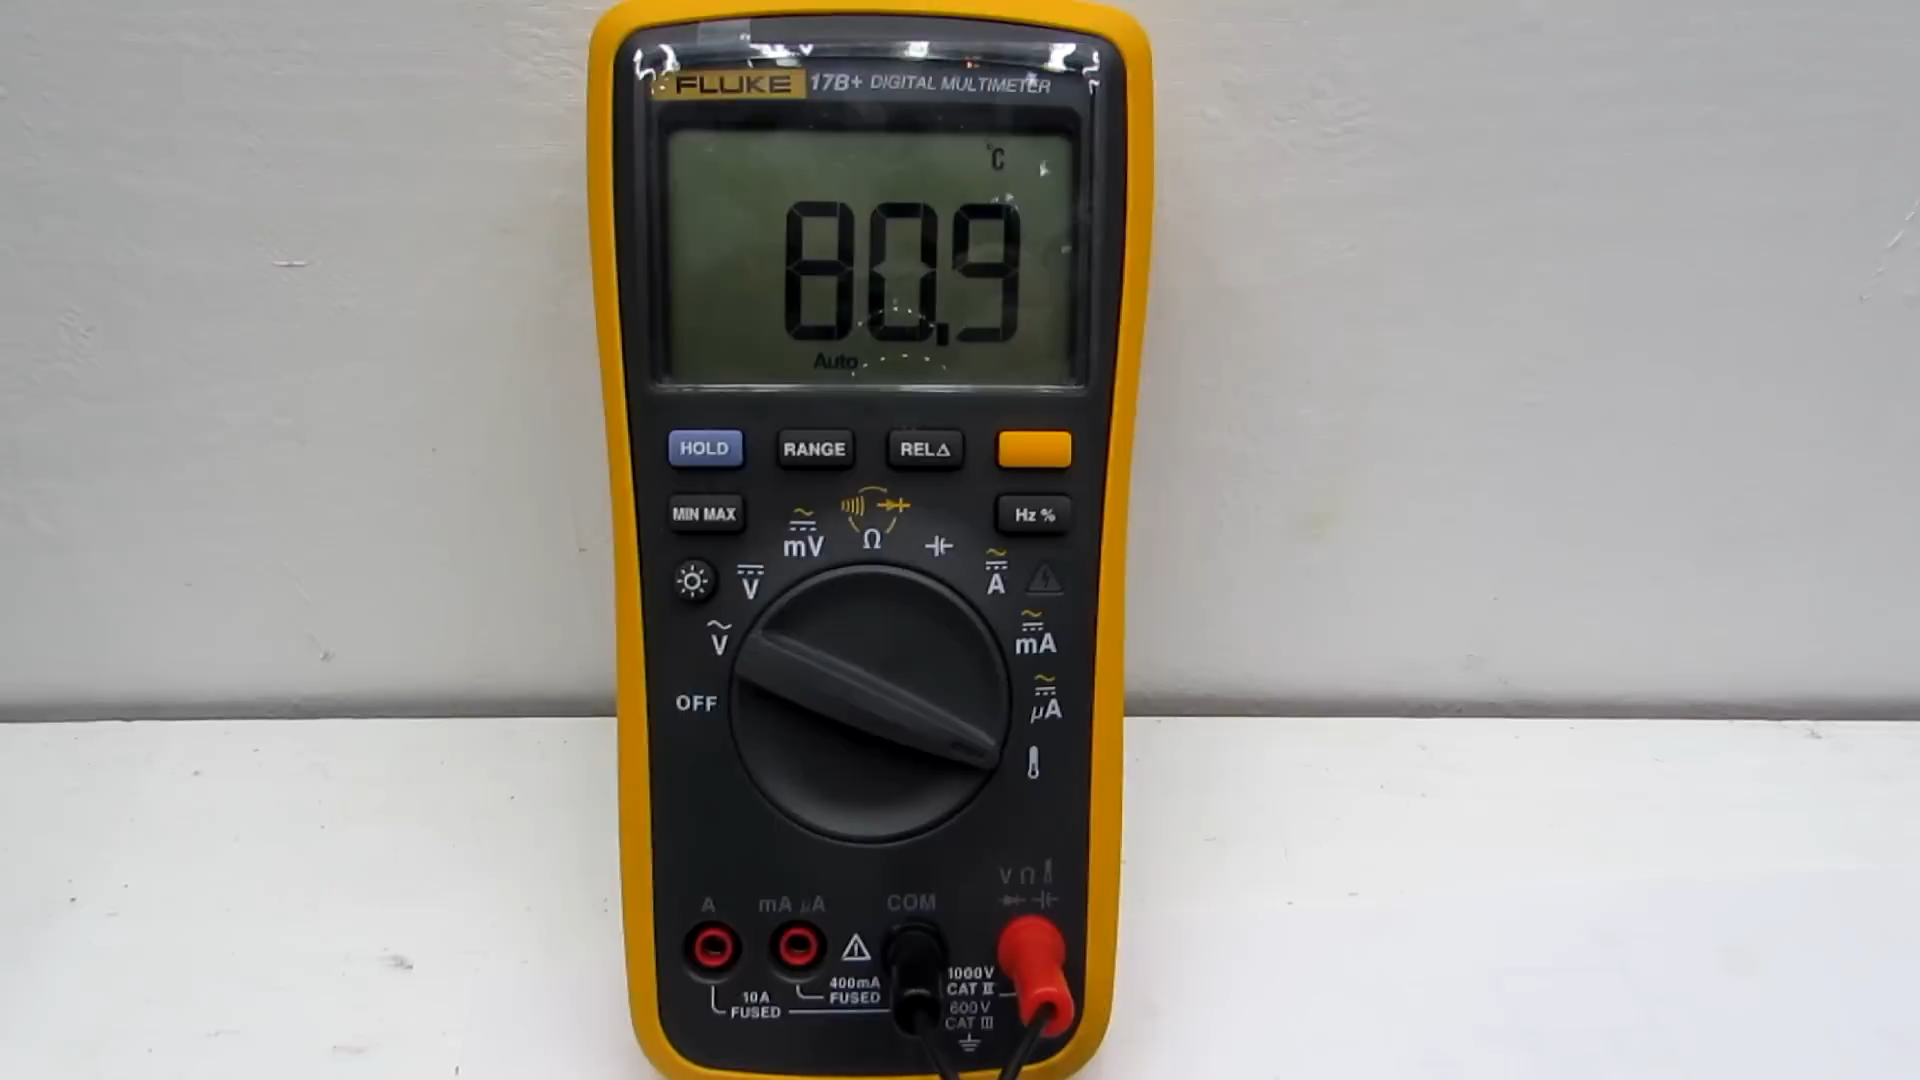 FLUKE 17B+ DIGITAL MULTIMETER
°C
80.9
Auto
HOLD RANGE REL△
MIN MAX Hz %
mV Ω
V A
V mA
OFF µA
V Ω
A mA µA COM
1000V
400mA CAT II
10A FUSED 600V
FUSED CAT III